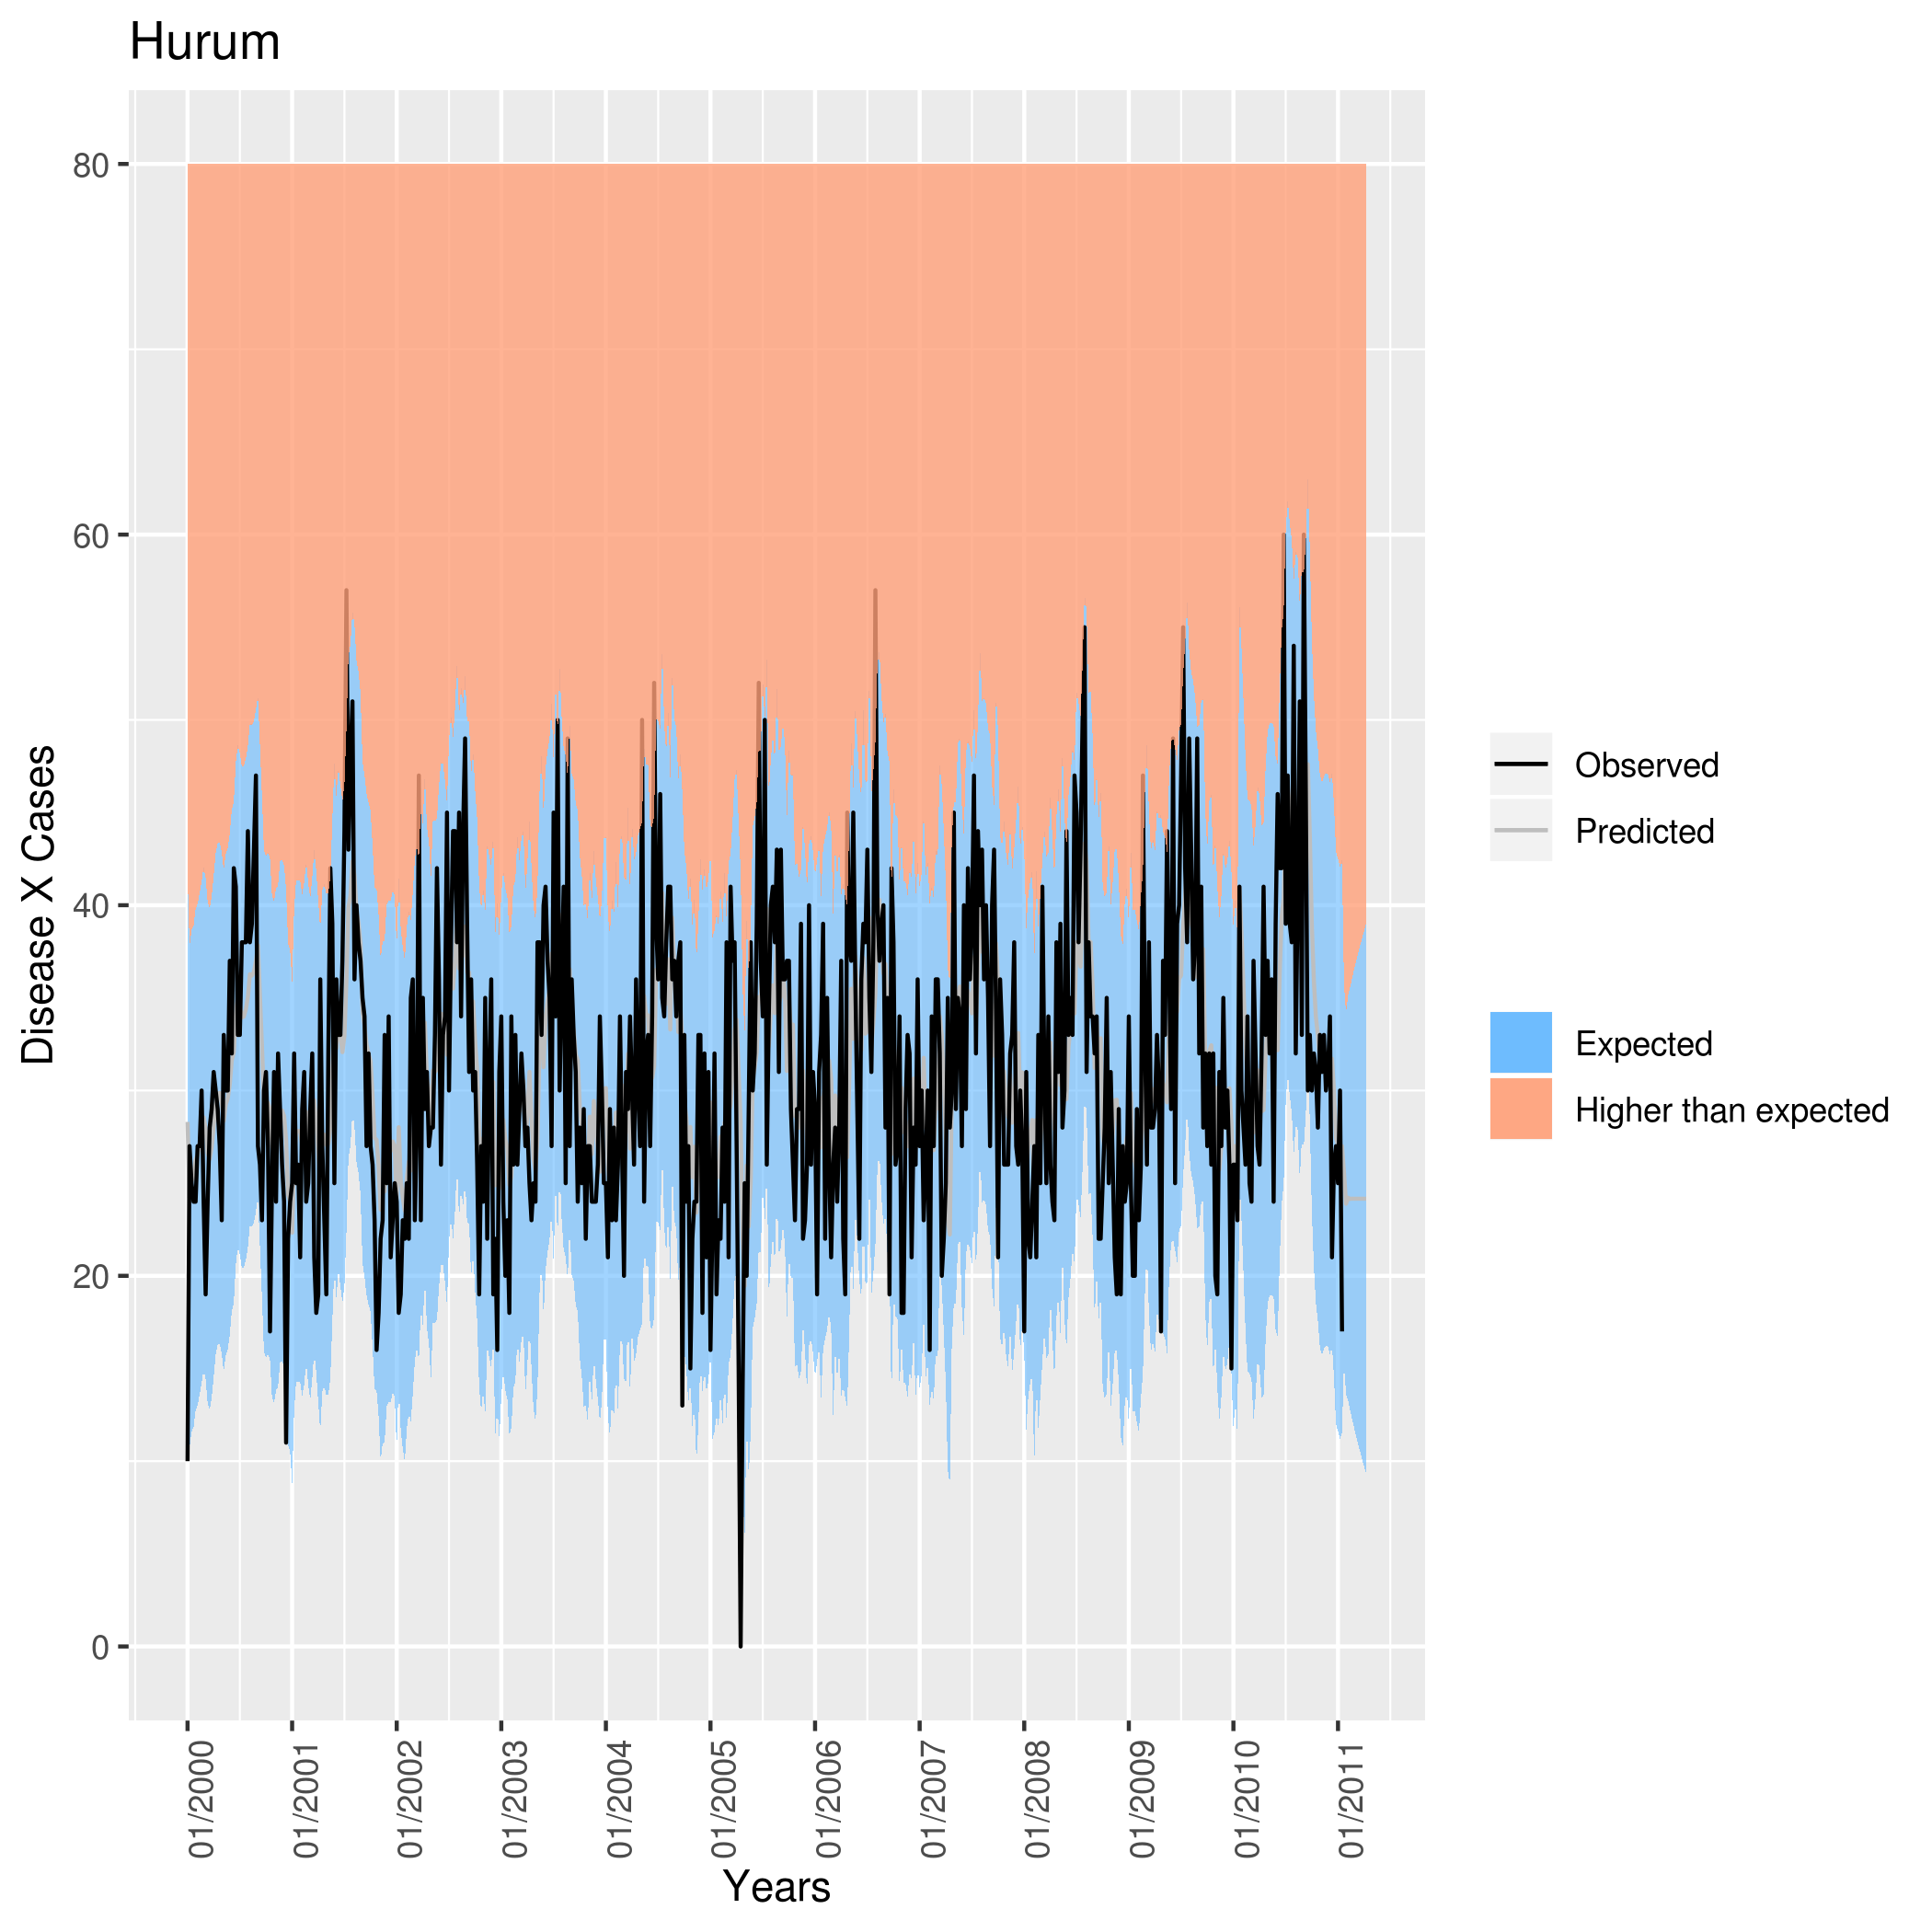 Hurum
80
60
40
20
0
Disease X Cases
01/2000
01/2001
01/2002
01/2003
01/2004
01/2005
01/2006
01/2007
01/2008
01/2009
01/2010
01/2011
Years
Observed
Predicted
Expected
Higher than expected